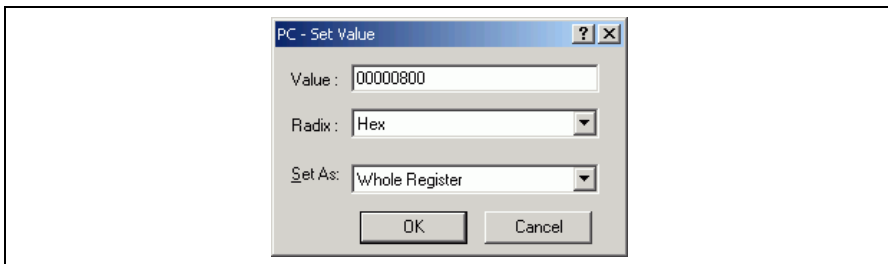 PC - Set Value
Value : 00000800
Radix : Hex
Set As: Whole Register
OK Cancel